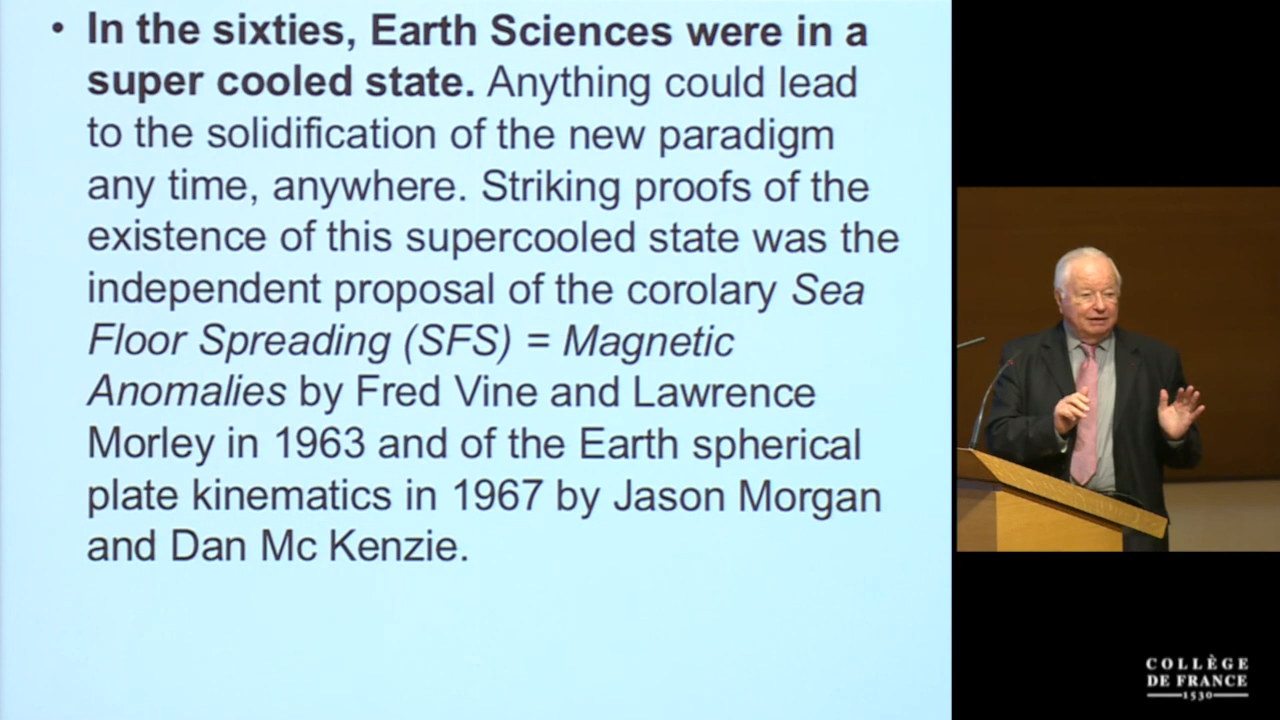 • In the sixties, Earth Sciences were in a
super cooled state. Anything could lead
to the solidification of the new paradigm
any time, anywhere. Striking proofs of the
existence of this supercooled state was the
independent proposal of the corolary Sea
Floor Spreading (SFS) = Magnetic
Anomalies by Fred Vine and Lawrence
Morley in 1963 and of the Earth spherical
plate kinematics in 1967 by Jason Morgan
and Dan Mc Kenzie.
COLLÈGE
DE FRANCE
1530